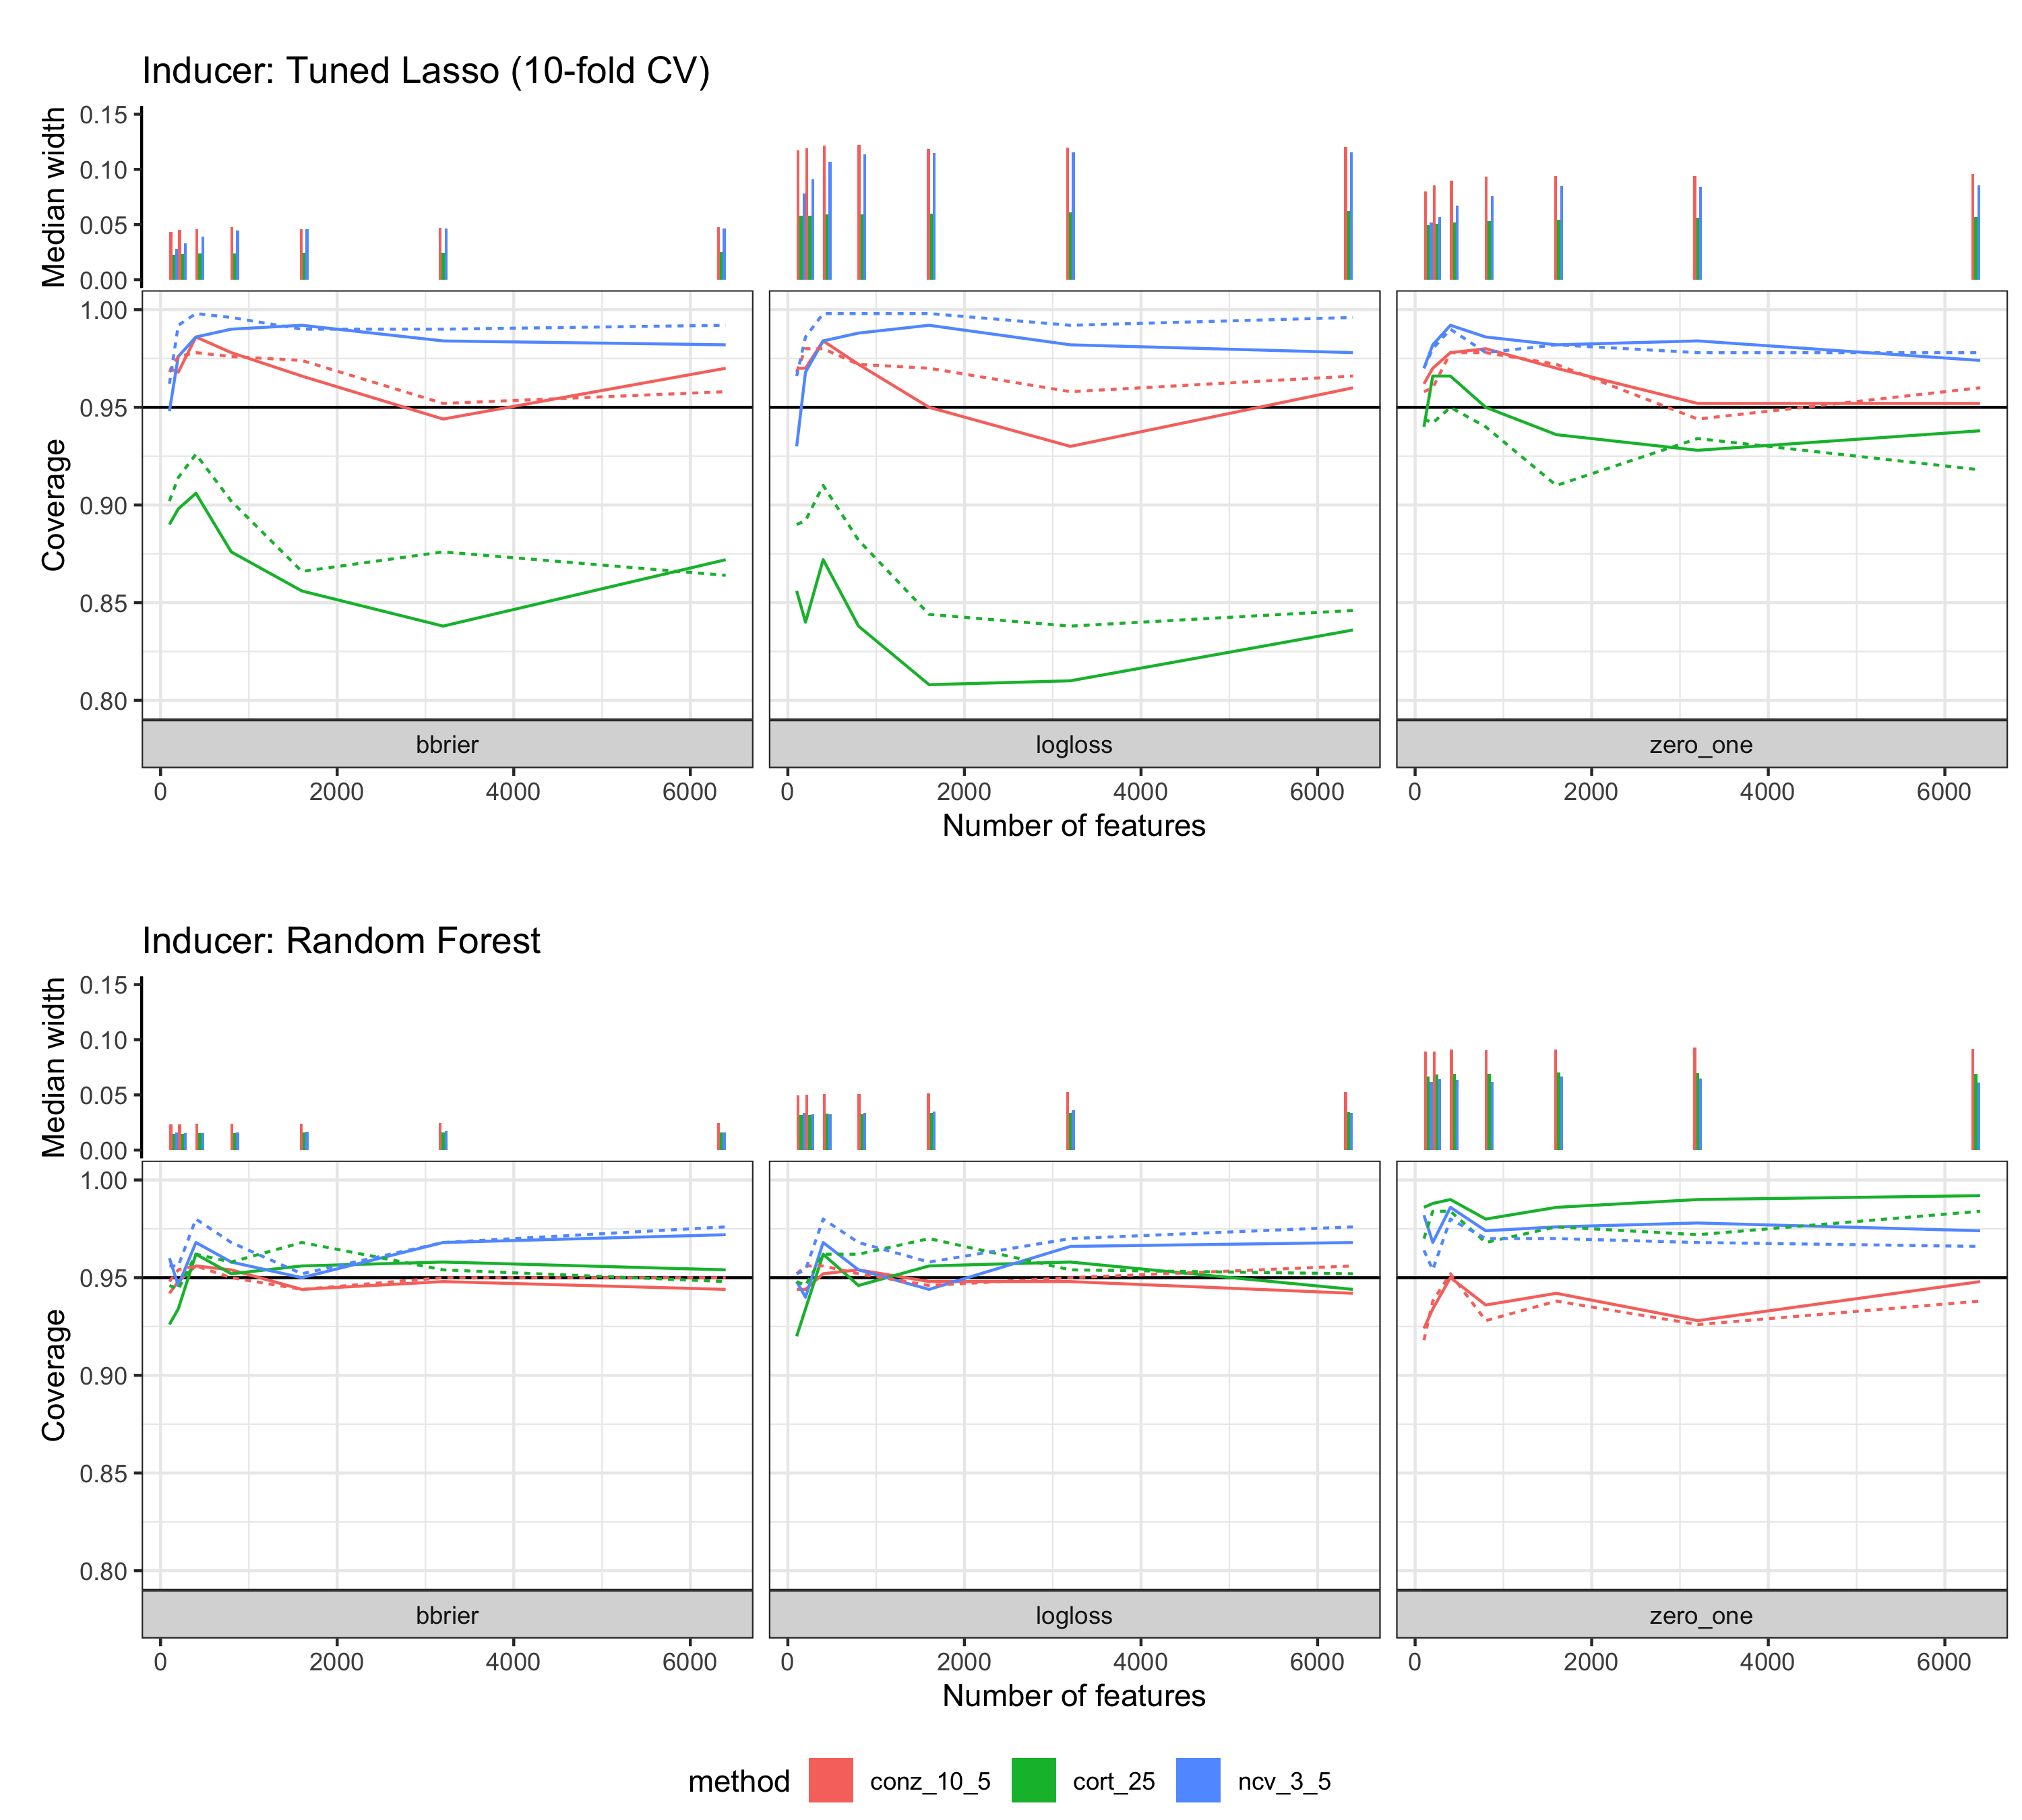 Inducer: Tuned Lasso (10-fold CV)
Median width
0.15
0.10
0.05
0.00
Coverage
1.00
0.95
0.90
0.85
0.80
bbrier logloss zero_one
0 2000 4000 6000 0 2000 4000 6000 0 2000 4000 6000
Number of features
Inducer: Random Forest
Median width
0.15
0.10
0.05
0.00
Coverage
1.00
0.95
0.90
0.85
0.80
bbrier logloss zero_one
0 2000 4000 6000 0 2000 4000 6000 0 2000 4000 6000
Number of features
method conz_10_5 cort_25 ncv_3_5